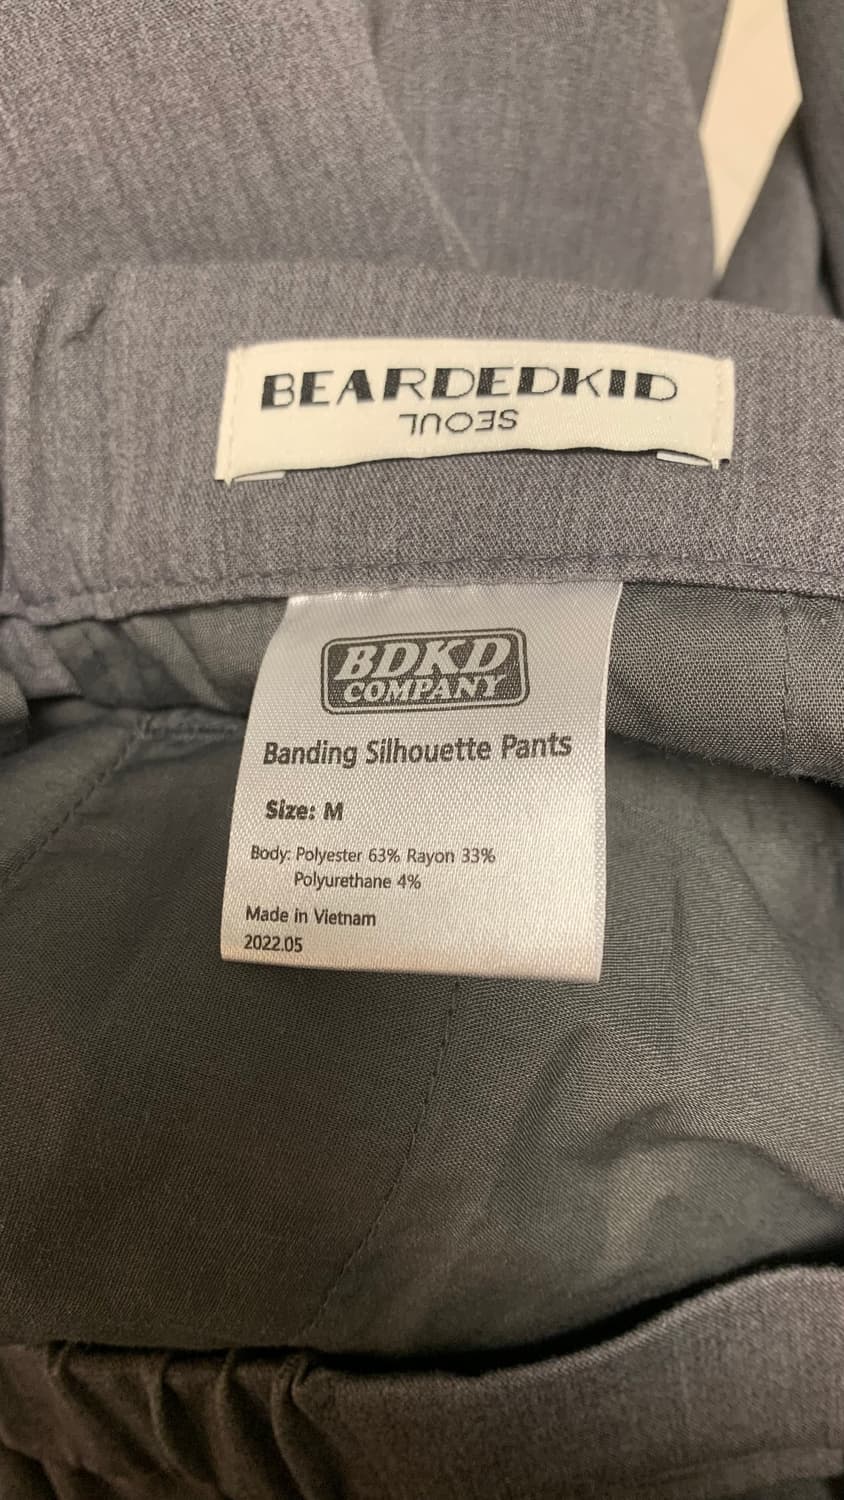 BEARDEDKID
SEOUL
BDKD
COMPANY
Banding Silhouette Pants
Size: M
Body: Polyester 63% Rayon 33%
Polyurethane 4%
Made in Vietnam
2022.05